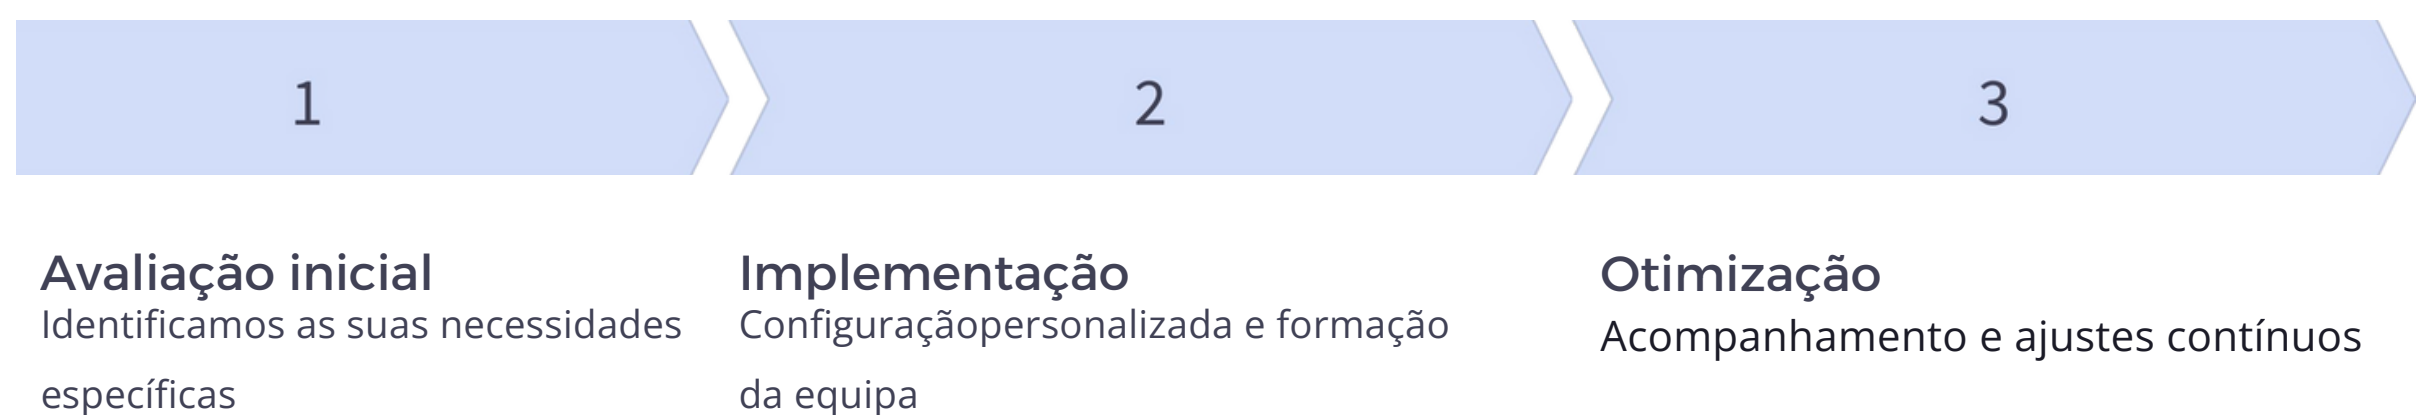 1
2
3
Avaliação inicial
Identificamos as suas necessidades
específicas
Implementação
Configuraçãopersonalizada e formação
da equipa
Otimização
Acompanhamento e ajustes contínuos